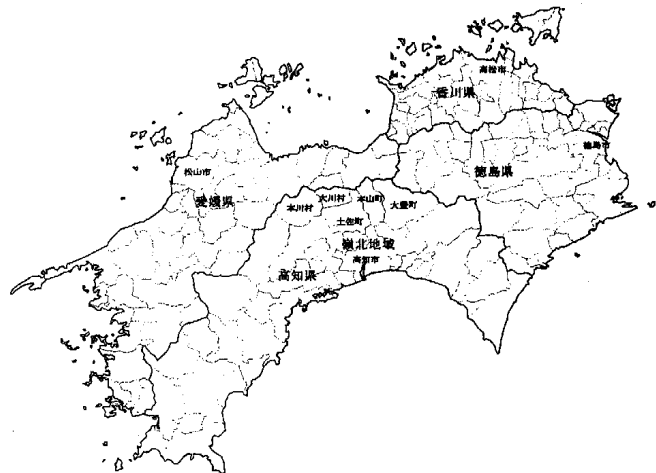 高松市
香川県
徳島市
徳島県
松山市
愛媛県
大川村
本山町
本川村
大豊町
土佐町
嶺北地域
高知市
高知県